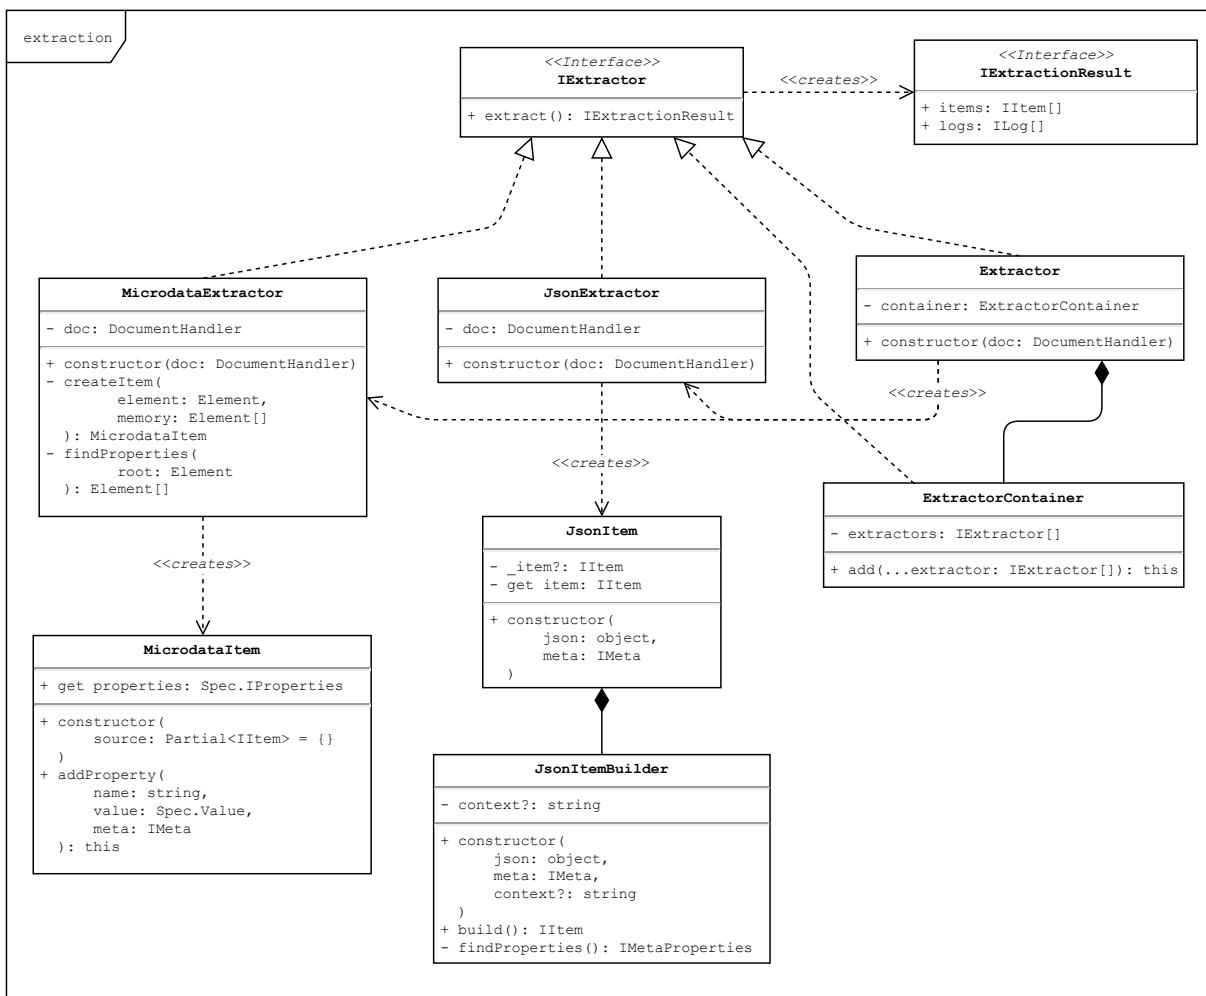 extraction
<<Interface>>
IExtractor
+ extract(): IExtractionResult
<<creates>>
<<Interface>>
IExtractionResult
+ items: IItem[]
+ logs: ILog[]
MicrodataExtractor
- doc: DocumentHandler
+ constructor(doc: DocumentHandler)
- createItem(
element: Element,
memory: Element[]
): MicrodataItem
- findProperties(
root: Element
): Element[]
JsonExtractor
- doc: DocumentHandler
+ constructor(doc: DocumentHandler)
Extractor
- container: ExtractorContainer
+ constructor(doc: DocumentHandler)
<<creates>>
<<creates>>
<<creates>>
ExtractorContainer
- extractors: IExtractor[]
+ add(...extractor: IExtractor[]): this
JsonItem
- _item?: IItem
- get item: IItem
+ constructor(
json: object,
meta: IMeta
)
MicrodataItem
+ get properties: Spec.IProperties
+ constructor(
source: Partial<IItem> = {}
)
+ addProperty(
name: string,
value: Spec.Value,
meta: IMeta
): this
JsonItemBuilder
- context?: string
+ constructor(
json: object,
meta: IMeta,
context?: string
)
+ build(): IItem
- findProperties(): IMetaProperties